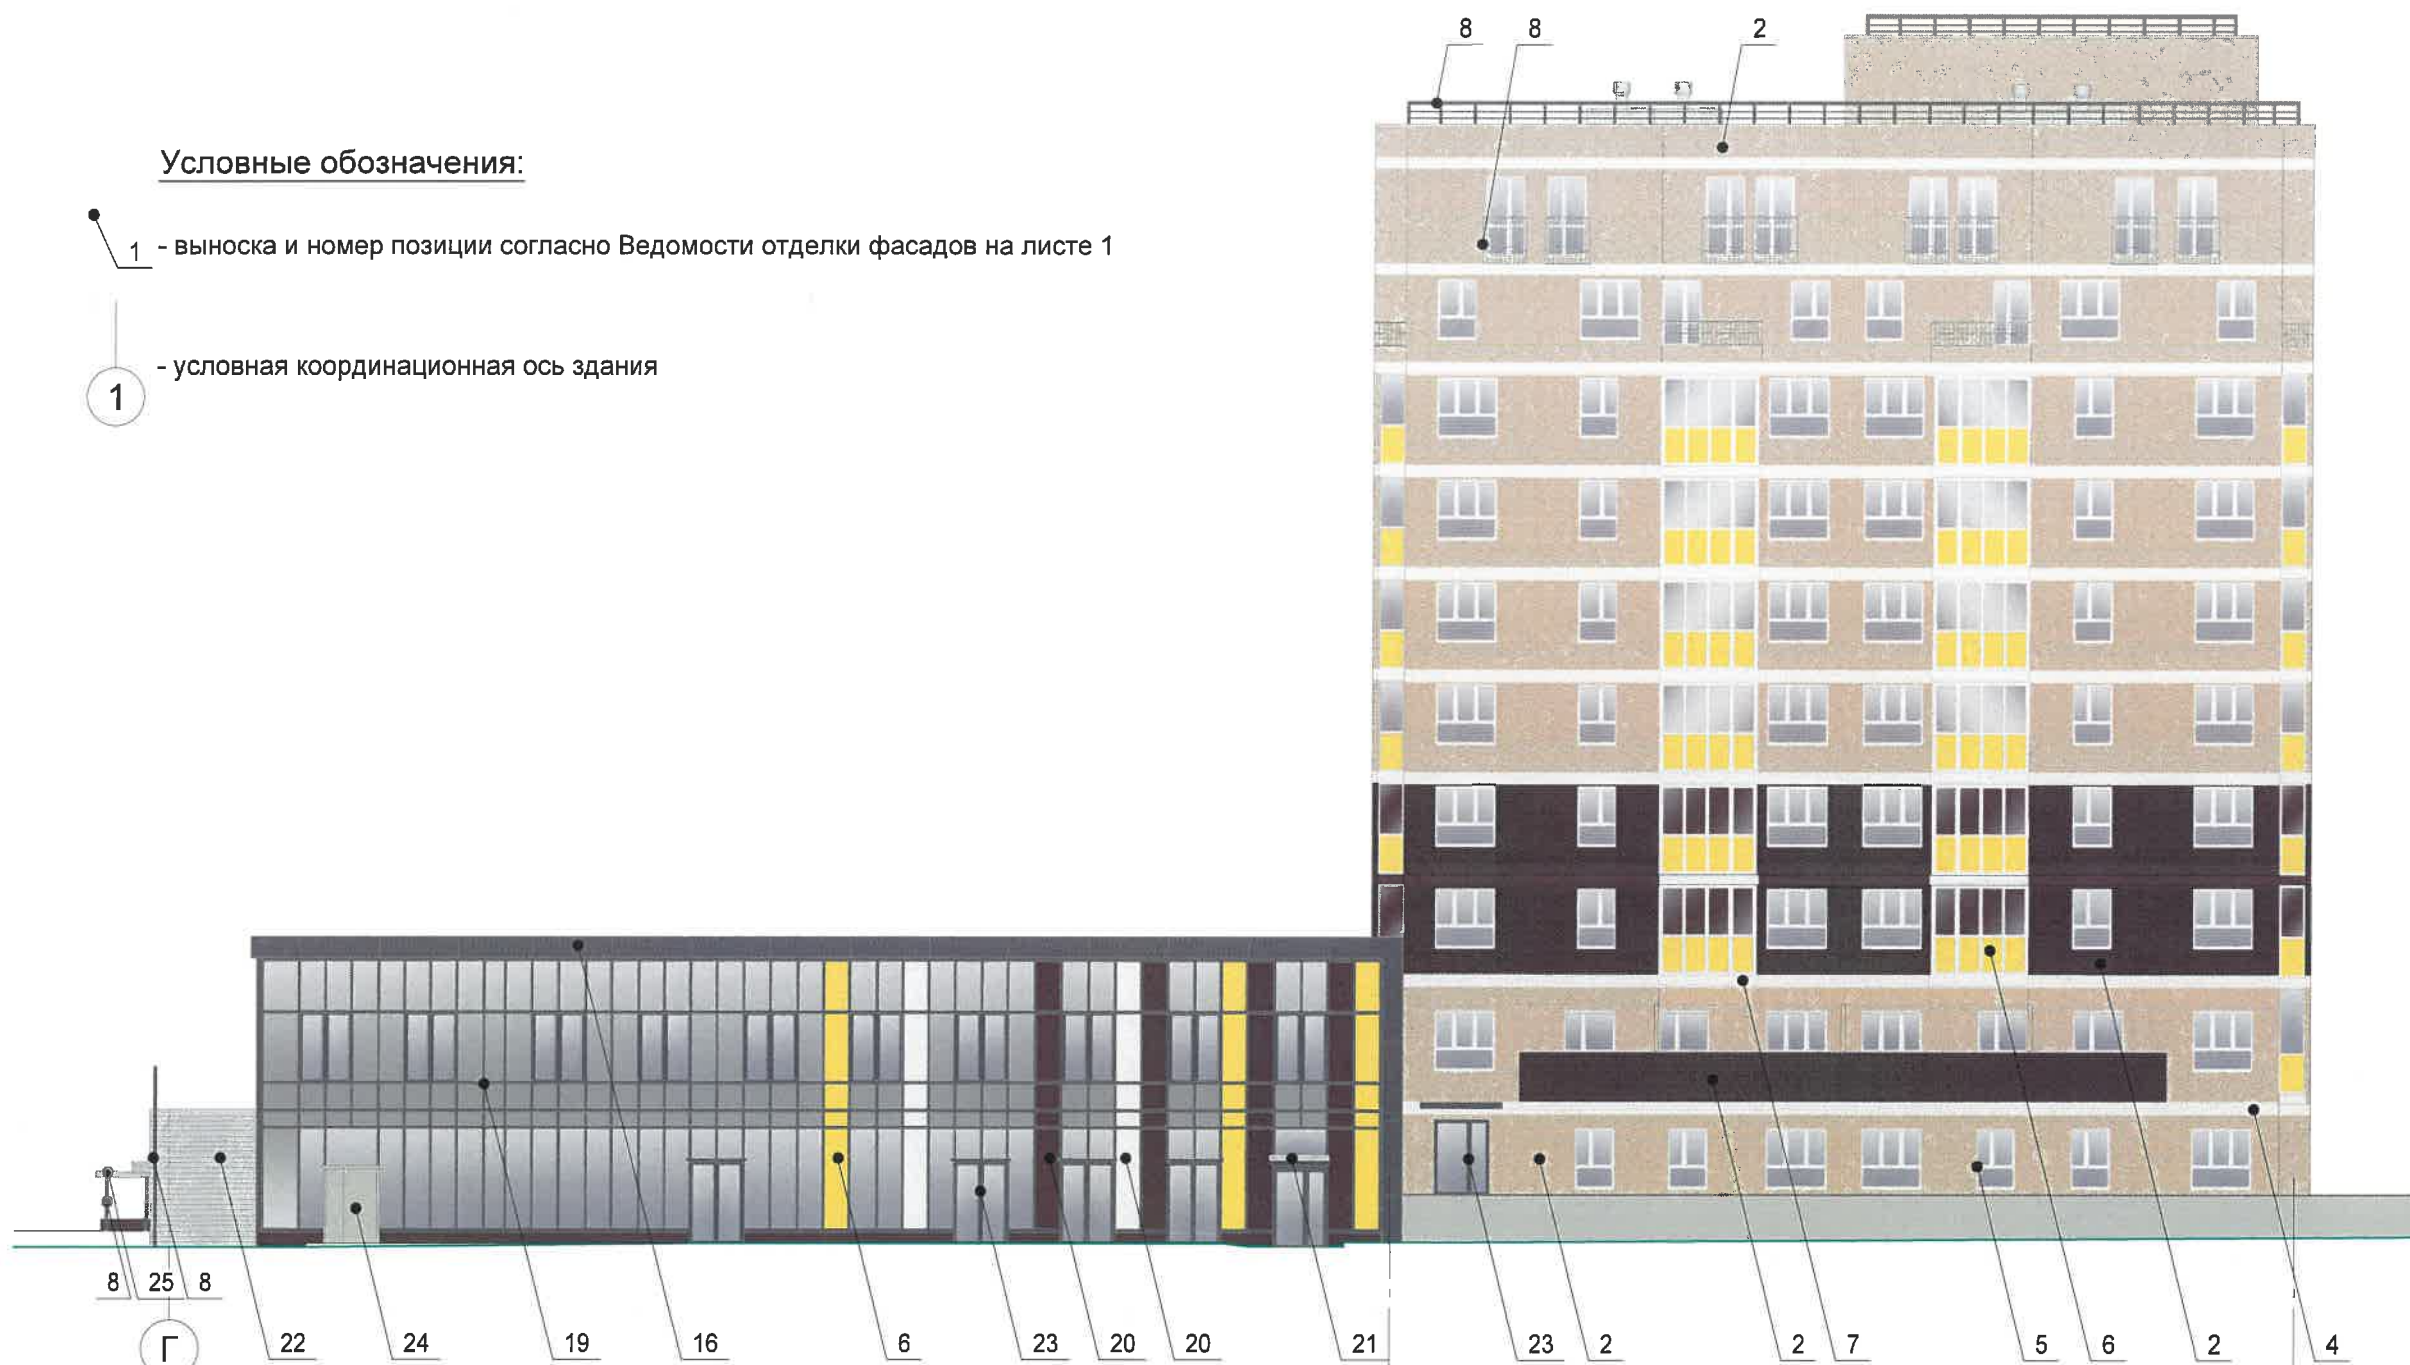 8 8 2
Условные обозначения:
1 - выноска и номер позиции согласно Ведомости отделки фасадов на листе 1
- условная координационная ось здания
1
8 25 8
Г 22 24 19 16 6 23 20 20 21 23 2 2 7 5 6 2 4